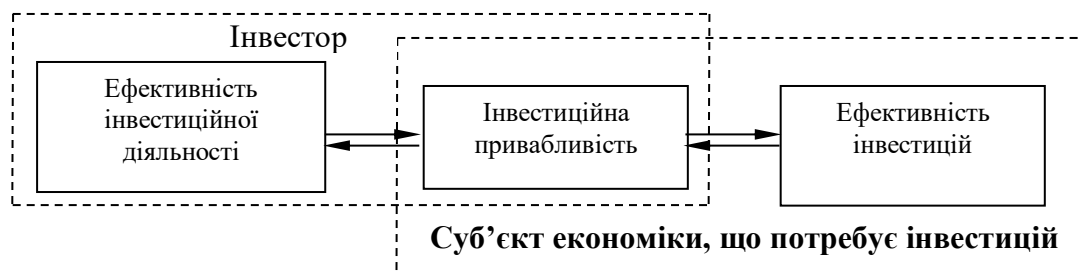 Інвестор
Ефективність
інвестиційної
діяльності
Інвестиційна
привабливість
Ефективність
інвестицій
Суб’єкт економіки, що потребує інвестицій